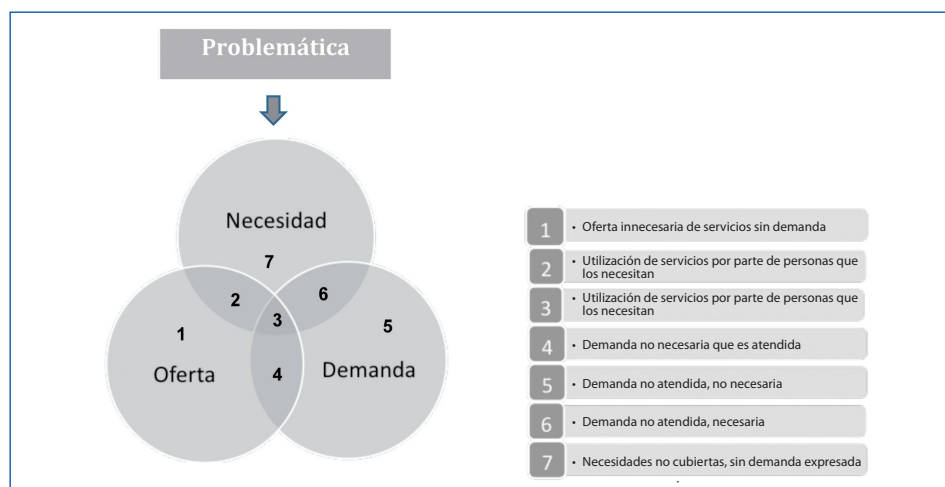 Problemática
Necesidad
7
2
6
3
1
5
Oferta
4
Demanda
1 • Oferta innecesaria de servicios sin demanda
2 • Utilización de servicios por parte de personas que
los necesitan
3 • Utilización de servicios por parte de personas que
los necesitan
4 • Demanda no necesaria que es atendida
5 • Demanda no atendida, no necesaria
6 • Demanda no atendida, necesaria
7 • Necesidades no cubiertas, sin demanda expresada